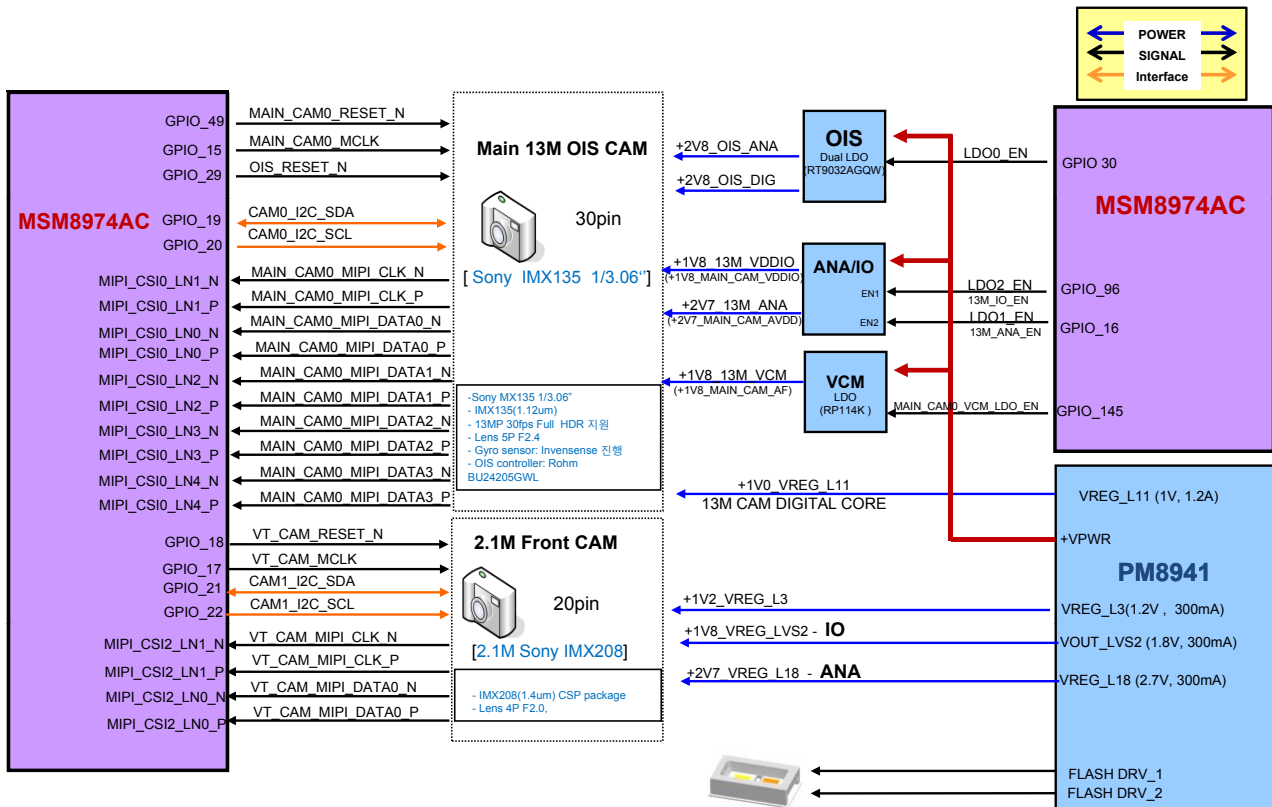 POWER
SIGNAL
Interface
MSM8974AC
GPIO_49
GPIO_15
GPIO_29
GPIO_19
GPIO_20
MIPI_CSI0_LN1_N
MIPI_CSI0_LN1_P
MIPI_CSI0_LN0_N
MIPI_CSI0_LN0_P
MIPI_CSI0_LN2_N
MIPI_CSI0_LN2_P
MIPI_CSI0_LN3_N
MIPI_CSI0_LN3_P
MIPI_CSI0_LN4_N
MIPI_CSI0_LN4_P
GPIO_18
GPIO_17
GPIO_21
GPIO_22
MIPI_CSI2_LN1_N
MIPI_CSI2_LN1_P
MIPI_CSI2_LN0_N
MIPI_CSI2_LN0_P
MAIN_CAM0_RESET_N
MAIN_CAM0_MCLK
OIS_RESET_N
CAM0_I2C_SDA
CAM0_I2C_SCL
MAIN_CAM0_MIPI_CLK_N
MAIN_CAM0_MIPI_CLK_P
MAIN_CAM0_MIPI_DATA0_N
MAIN_CAM0_MIPI_DATA0_P
MAIN_CAM0_MIPI_DATA1_N
MAIN_CAM0_MIPI_DATA1_P
MAIN_CAM0_MIPI_DATA2_N
MAIN_CAM0_MIPI_DATA2_P
MAIN_CAM0_MIPI_DATA3_N
MAIN_CAM0_MIPI_DATA3_P
VT_CAM_RESET_N
VT_CAM_MCLK
CAM1_I2C_SDA
CAM1_I2C_SCL
VT_CAM_MIPI_CLK_N
VT_CAM_MIPI_CLK_P
VT_CAM_MIPI_DATA0_N
VT_CAM_MIPI_DATA0_P
Main 13M OIS CAM
30pin
[ Sony IMX135 1/3.06‘’]
-Sony MX135 1/3.06”
- IMX135(1.12um)
- 13MP 30fps Full HDR 지원
- Lens 5P F2.4
- Gyro sensor: Invensense 진행
- OIS controller: Rohm
BU24205GWL
2.1M Front CAM
20pin
[2.1M Sony IMX208]
- IMX208(1.4um) CSP package
- Lens 4P F2.0,
+2V8_OIS_ANA
+2V8_OIS_DIG
+1V8_13M_VDDIO
(+1V8_MAIN_CAM_VDDIO)
+2V7_13M_ANA
(+2V7_MAIN_CAM_AVDD)
+1V8_13M_VCM
(+1V8_MAIN_CAM_AF)
+1V0_VREG_L11
13M CAM DIGITAL CORE
+1V2_VREG_L3
+1V8_VREG_LVS2 - IO
+2V7_VREG_L18 - ANA
OIS
Dual LDO
(RT9032AGQW)
ANA/IO
EN1
EN2
VCM
LDO
(RP114K )
LDO0_EN
LDO2_EN
13M_IO_EN
LDO1_EN
13M_ANA_EN
MAIN_CAM0_VCM_LDO_EN
GPIO 30
MSM8974AC
GPIO_96
GPIO_16
GPIO_145
VREG_L11 (1V, 1.2A)
+VPWR
PM8941
VREG_L3(1.2V , 300mA)
VOUT_LVS2 (1.8V, 300mA)
VREG_L18 (2.7V, 300mA)
FLASH DRV_1
FLASH DRV_2